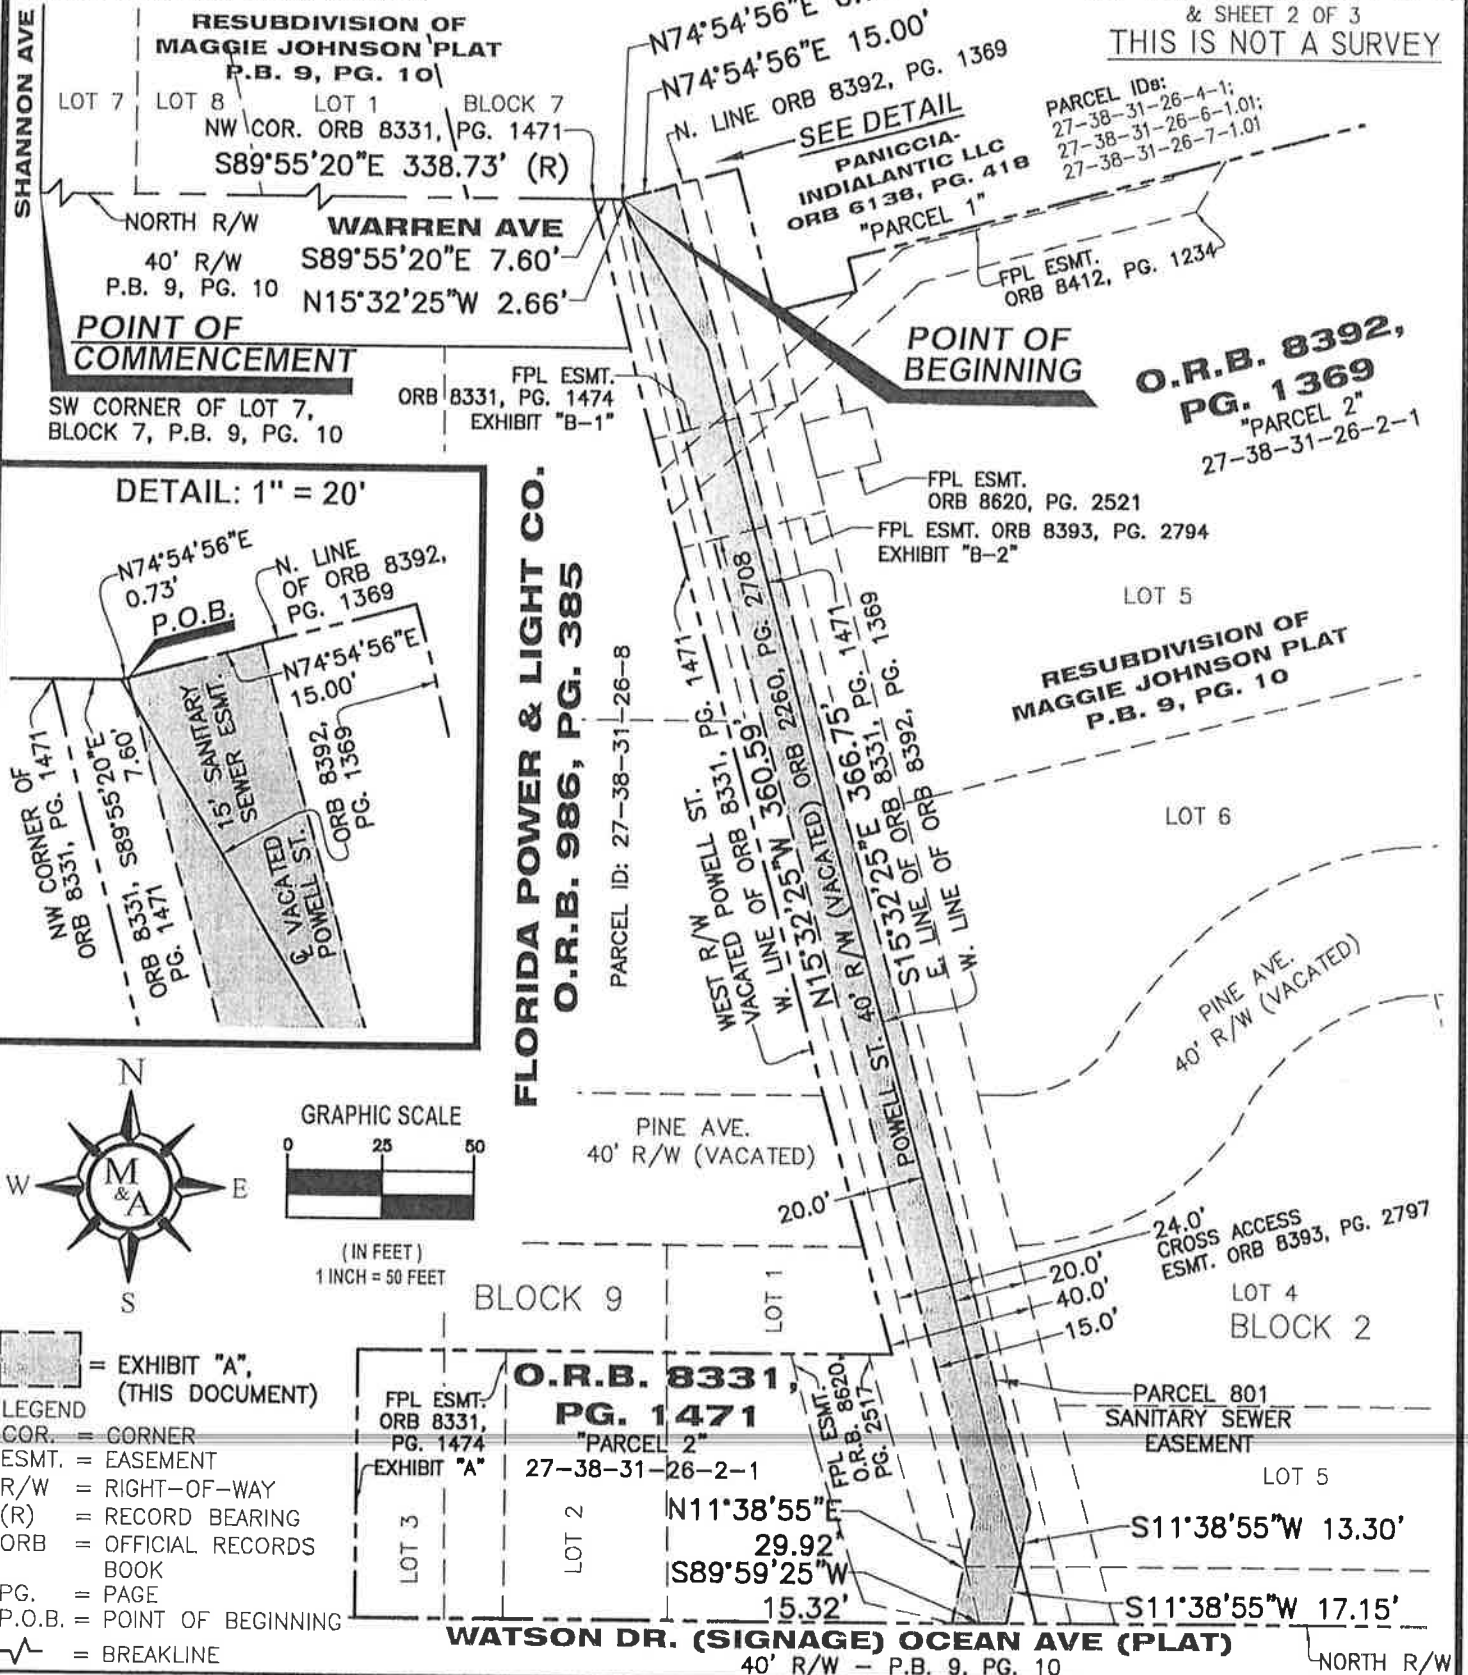 SHANNON AVE
RESUBDIVISION OF
MAGGIE JOHNSON PLAT
P.B. 9, PG. 10
LOT 7
LOT 8
LOT 1
BLOCK 7
NW COR. ORB 8331, PG. 1471
S89°55'20"E 338.73' (R)
N74°54'56"E
N74°54'56"E 15.00'
N. LINE ORB 8392, PG. 1369
SEE DETAIL
& SHEET 2 OF 3
THIS IS NOT A SURVEY
PANICCIA-
INDIALANTIC LLC
ORB 6138, PG. 418
"PARCEL 1"
PARCEL IDs:
27-38-31-26-4-1;
27-38-31-26-6-1.01;
27-38-31-26-7-1.01
NORTH R/W
WARREN AVE
40' R/W
P.B. 9, PG. 10
S89°55'20"E 7.60'
N15°32'25"W 2.66'
FPL ESMT.
ORB 8412, PG. 1234
POINT OF
COMMENCEMENT
SW CORNER OF LOT 7,
BLOCK 7, P.B. 9, PG. 10
FPL ESMT.
ORB 8331, PG. 1474
EXHIBIT "B-1"
POINT OF
BEGINNING
O.R.B. 8392,
PG. 1369
"PARCEL 2"
27-38-31-26-2-1
FPL ESMT.
ORB 8620, PG. 2521
FPL ESMT. ORB 8393, PG. 2794
EXHIBIT "B-2"
LOT 5
RESUBDIVISION OF
MAGGIE JOHNSON PLAT
P.B. 9, PG. 10
LOT 6
DETAIL: 1" = 20'
N74°54'56"E
0.73'
P.O.B.
N. LINE
OF ORB 8392,
PG. 1369
N74°54'56"E
15.00'
15' SANITARY
SEWER ESMT.
ORB 8392,
PG. 1369
NW CORNER OF
ORB 8331, PG. 1471
S89°55'20"E
7.60'
ORB 8331,
PG. 1471
℄ VACATED
POWELL ST.
FLORIDA POWER & LIGHT CO.
O.R.B. 986, PG. 385
PARCEL ID: 27-38-31-26-8
WEST R/W
VACATED POWELL ST.
W. LINE OF ORB 8331, PG. 1471
N15°32'25"W 360.59'
POWELL ST. 40' R/W (VACATED) ORB 2260, PG. 2708
S15°32'25"E 366.75'
E. LINE OF ORB 8331, PG. 1471
W. LINE OF ORB 8392, PG. 1369
PINE AVE.
40' R/W (VACATED)
PINE AVE.
40' R/W (VACATED)
N
W
E
S
M
&
A
GRAPHIC SCALE
0 25 50
(IN FEET)
1 INCH = 50 FEET
20.0'
24.0'
CROSS ACCESS
ESMT. ORB 8393, PG. 2797
20.0'
40.0'
15.0'
LOT 4
BLOCK 2
BLOCK 9
LOT 1
= EXHIBIT "A",
(THIS DOCUMENT)
LEGEND
COR. = CORNER
ESMT. = EASEMENT
R/W = RIGHT-OF-WAY
(R) = RECORD BEARING
ORB = OFFICIAL RECORDS
BOOK
PG. = PAGE
P.O.B. = POINT OF BEGINNING
= BREAKLINE
FPL ESMT.
ORB 8331,
PG. 1474
EXHIBIT "A"
O.R.B. 8331,
PG. 1471
"PARCEL 2"
27-38-31-26-2-1
FPL ESMT.
O.R.B. 8620,
PG. 2517
PARCEL 801
SANITARY SEWER
EASEMENT
LOT 5
LOT 3
LOT 2
N11°38'55"E
29.92'
S89°59'25"W
15.32'
S11°38'55"W 13.30'
S11°38'55"W 17.15'
WATSON DR. (SIGNAGE) OCEAN AVE (PLAT)
40' R/W - P.B. 9, PG. 10
NORTH R/W